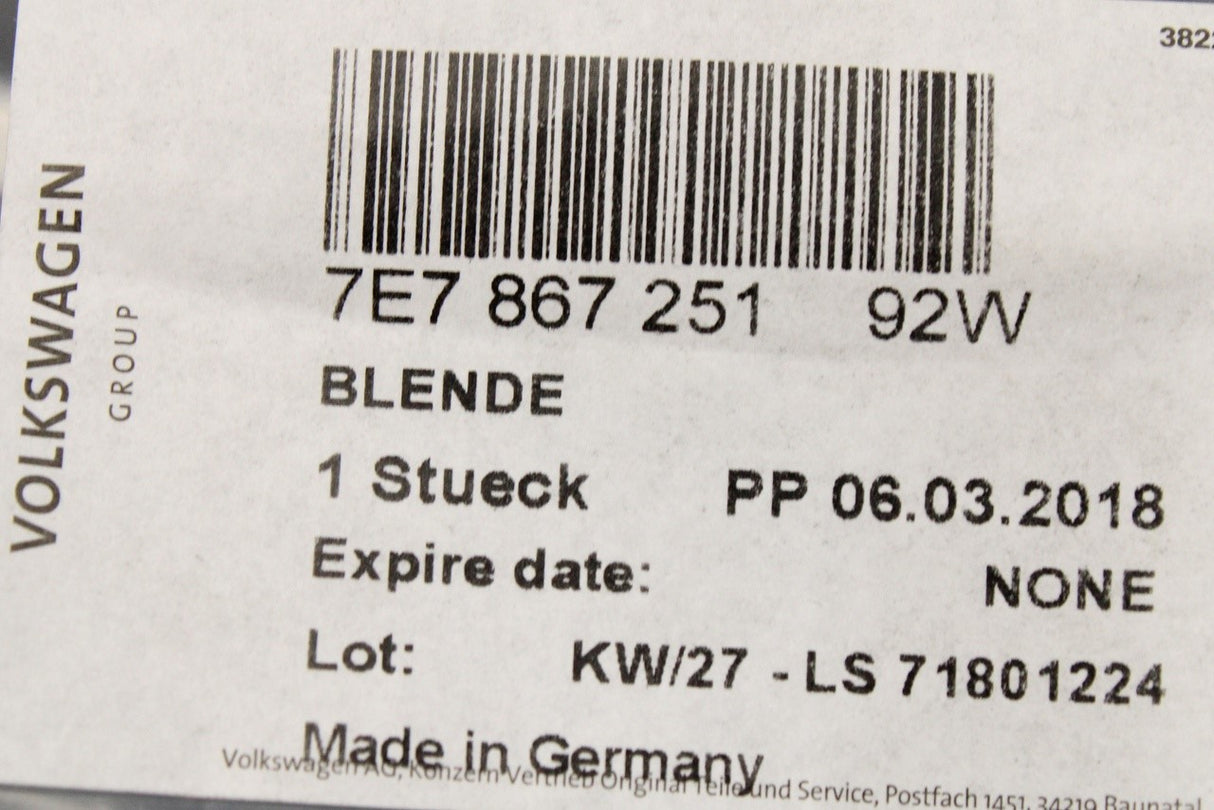 3822
VOLKSWAGEN
GROUP
7E7 867 251 92W
BLENDE
1 Stueck PP 06.03.2018
Expire date: NONE
Lot: KW/27 - LS 71801224
Made in Germany
Volkswagen AG, Konzern Vertrieb Original Teile und Service, Postfach 1451, 34219 Baunatal